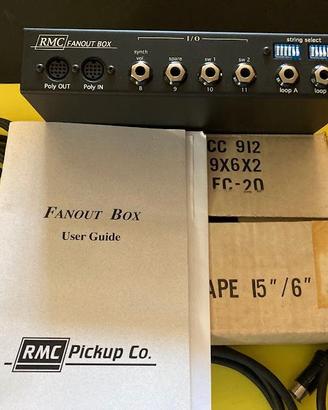 RMC FANOUT BOX
I/O
string select
synth
vol
spare
sw 1
sw 2
Poly OUT
Poly IN
8
9
10
11
loop A
loop
CC 912
9X6X2
FC-20
FANOUT BOX
User Guide
APE 15"/6"
RMC Pickup Co.